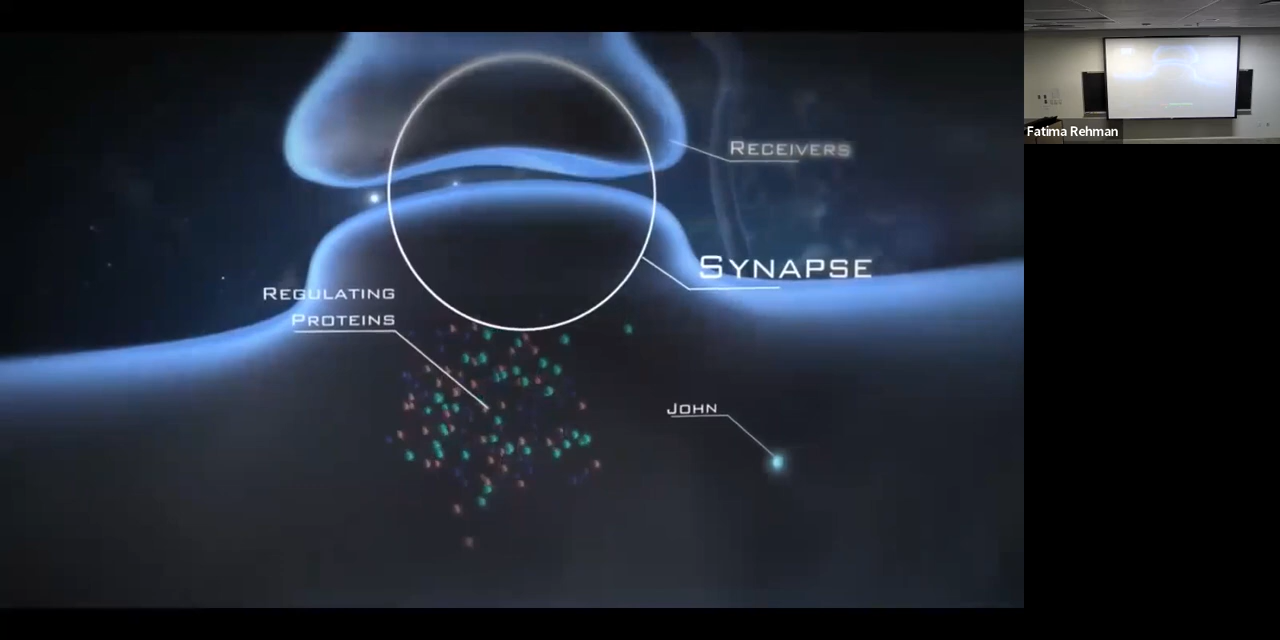 Receivers
Synapse
Regulating
Proteins
John
Fatima Rehman